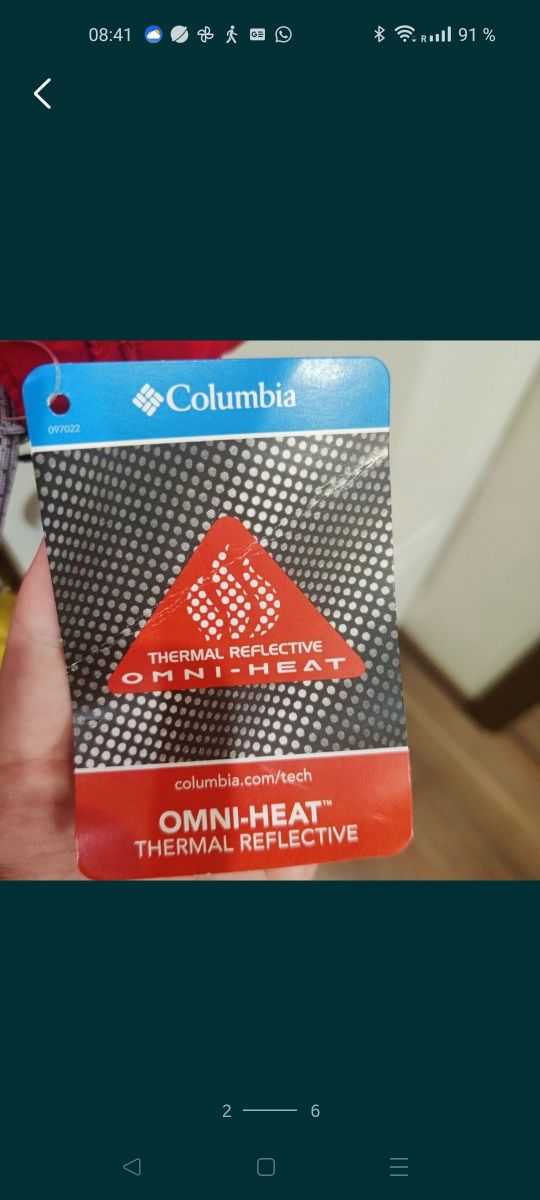 08:41
R
91 %
Columbia
097022
THERMAL REFLECTIVE
OMNI-HEAT
columbia.com/tech
OMNI-HEAT™
THERMAL REFLECTIVE
2
6